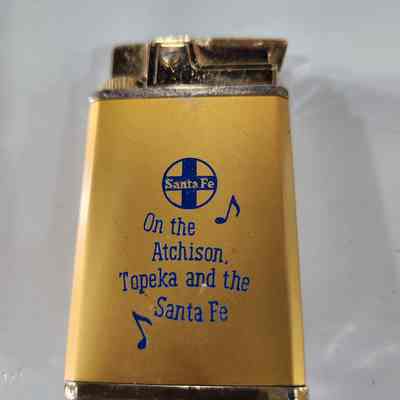 Santa Fe
On the
Atchison,
Topeka and the
Santa Fe